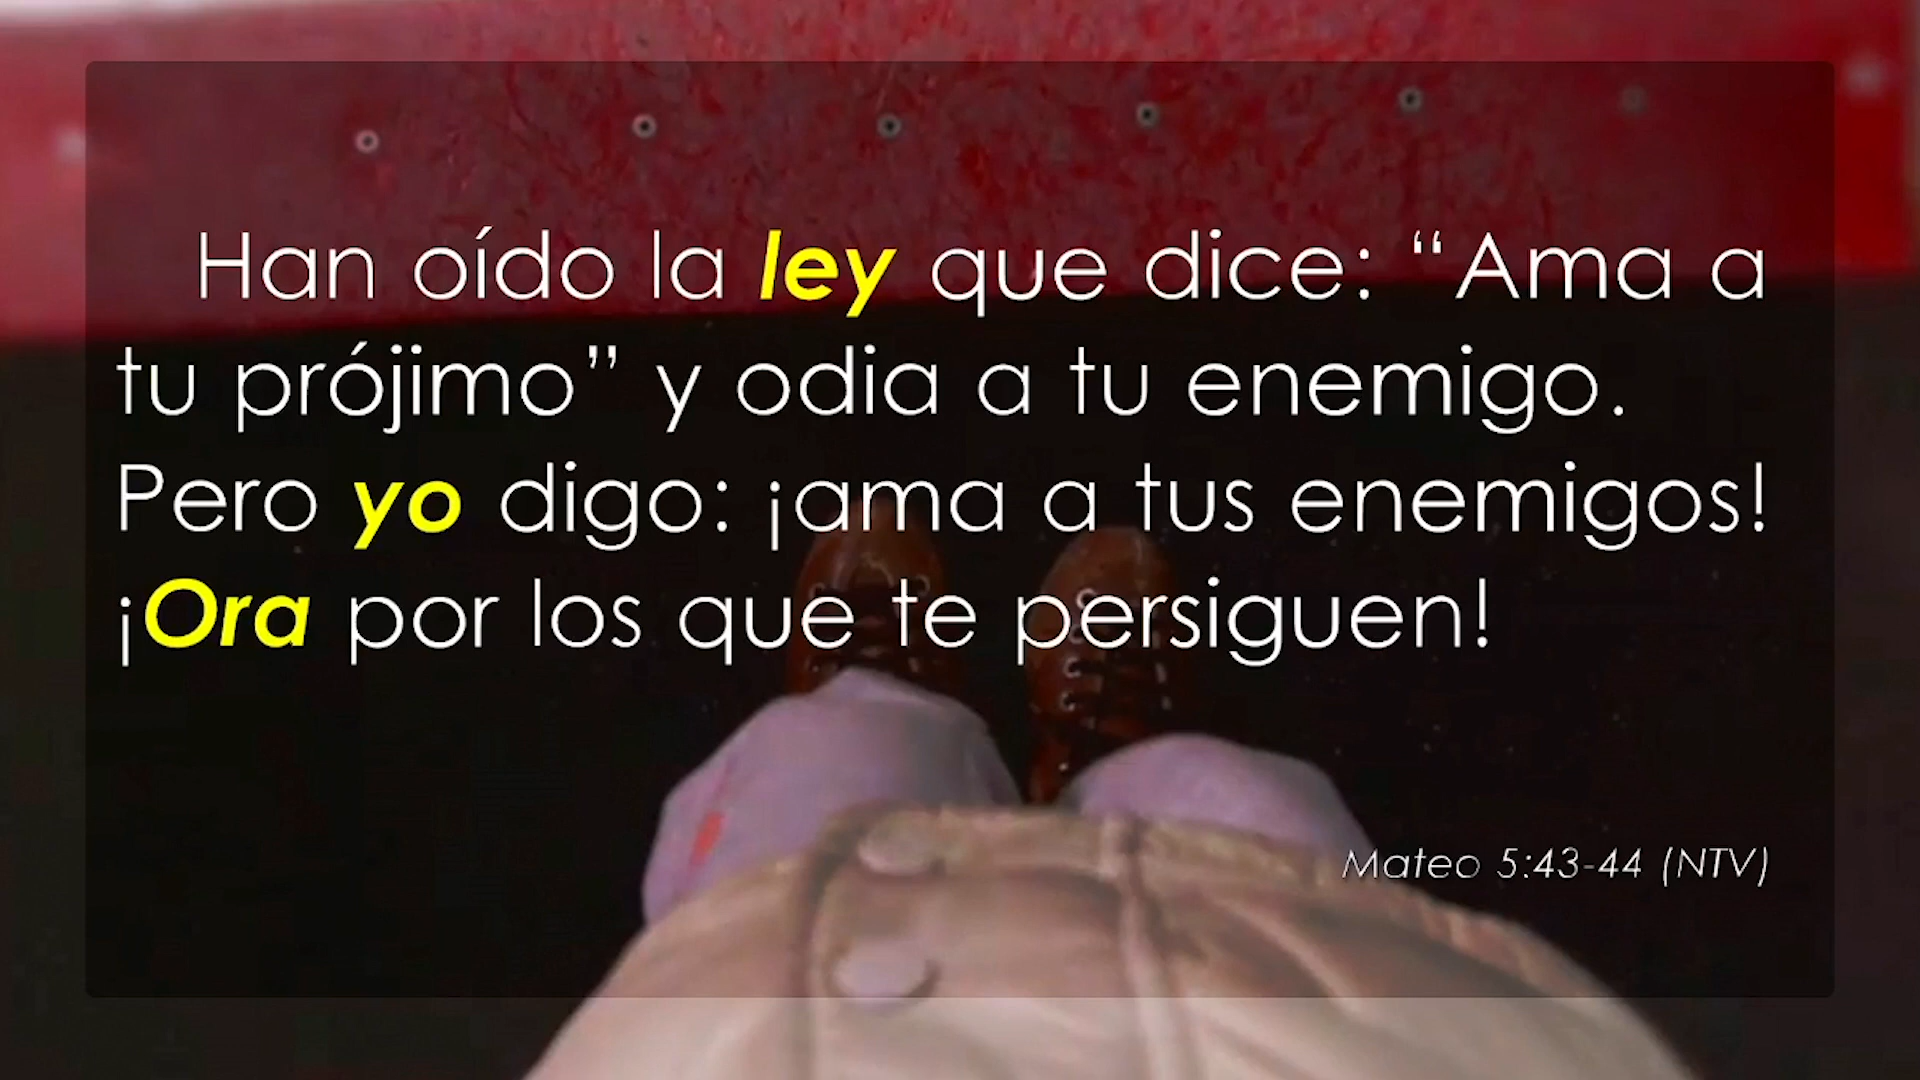 Han oído la ley que dice: “Ama a
tu prójimo” y odia a tu enemigo.
Pero yo digo: ¡ama a tus enemigos!
¡Ora por los que te persiguen!
Mateo 5:43-44 (NTV)